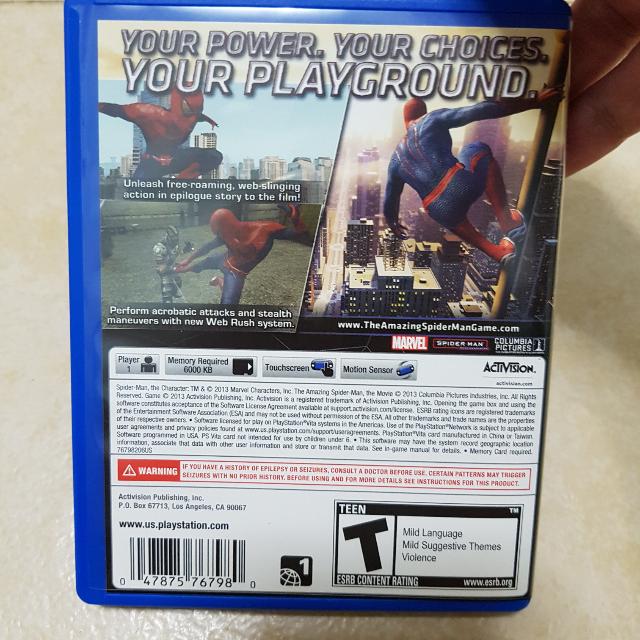 YOUR POWER. YOUR CHOICES.
YOUR PLAYGROUND.
Unleash free-roaming, web-slinging
action in epilogue story to the film!
Perform acrobatic attacks and stealth
maneuvers with new Web Rush system.
www.TheAmazingSpiderManGame.com
MARVEL
SPIDER-MAN
COLUMBIA
PICTURES
Player
1
Memory Required
6000 KB
Touchscreen
Motion Sensor
ACTIVISION.
activision.com
Spider-Man, the Character: TM & © 2013 Marvel Characters, Inc. The Amazing Spider-Man, the Movie © 2013 Columbia Pictures Industries, Inc. All Rights
Reserved. Game © 2013 Activision Publishing, Inc. Activision is a registered trademark of Activision Publishing, Inc. Opening the game box and using the
software constitutes acceptance of the Software License Agreement available at support.activision.com/license. ESRB rating icons are registered trademarks
of the Entertainment Software Association (ESA) and may not be used without permission of the ESA. All other trademarks and trade names are the properties
of their respective owners. • Software licensed for play on PlayStation®Vita systems in the Americas. Use of the PlayStation®Network is subject to applicable
user agreements and privacy policies found at www.us.playstation.com/support/useragreements. PlayStation®Vita card manufactured in China or Taiwan.
Software programmed in USA. PS Vita card not intended for use by children under 6. • This software may have the system record geographic location
information, associate that data with other user information and store or transmit that data. See in-game manual for details. • Memory Card required.
76798206US
WARNING
IF YOU HAVE A HISTORY OF EPILEPSY OR SEIZURES, CONSULT A DOCTOR BEFORE USE. CERTAIN PATTERNS MAY TRIGGER
SEIZURES WITH NO PRIOR HISTORY. BEFORE USING AND FOR MORE DETAILS SEE INSTRUCTIONS FOR THIS PRODUCT.
Activision Publishing, Inc.
P.O. Box 67713, Los Angeles, CA 90067
www.us.playstation.com
0 47875 76798 0
1
TEEN
TM
T
Mild Language
Mild Suggestive Themes
Violence
ESRB CONTENT RATING
www.esrb.org